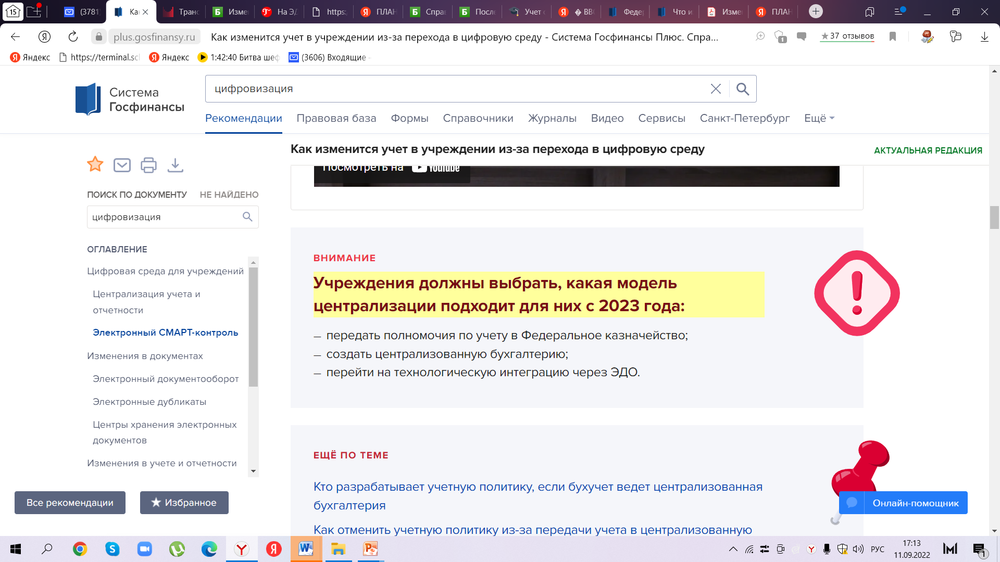 15
(3781
Ка
Транс
Изме
На ЭД
https:
ПЛАН
Спра
После
Учет
ВВ
Федер
Что и
Изме
ПЛАН
plus.gosfinansy.ru
Как изменится учет в учреждении из-за перехода в цифровую среду - Система Госфинансы Плюс. Спра...
1
★37 отзывов
Яндекс
https://terminal.scl
Яндекс
1:42:40 Битва шеф
(3606) Входящие -
Система
Госфинансы
цифровизация
Рекомендации
Правовая база
Формы
Справочники
Журналы
Видео
Сервисы
Санкт-Петербург
Ещё
Как изменится учет в учреждении из-за перехода в цифровую среду
АКТУАЛЬНАЯ РЕДАКЦИЯ
Посмотреть на YouTube
ПОИСК ПО ДОКУМЕНТУ
НЕ НАЙДЕНО
цифровизация
ОГЛАВЛЕНИЕ
Цифровая среда для учреждений
Централизация учета и
отчетности
Электронный СМАРТ-контроль
Изменения в документах
Электронный документооборот
Электронные дубликаты
Центры хранения электронных
документов
Изменения в учете и отчетности
Все рекомендации
Избранное
ВНИМАНИЕ
Учреждения должны выбрать, какая модель
централизации подходит для них с 2023 года:
– передать полномочия по учету в Федеральное казначейство;
– создать централизованную бухгалтерию;
– перейти на технологическую интеграцию через ЭДО.
ЕЩЁ ПО ТЕМЕ
Кто разрабатывает учетную политику, если бухучет ведет централизованная
бухгалтерия
Как отменить учетную политику из-за передачи учета в централизованную
Онлайн-помощник
РУС
17:13
11.09.2022
1